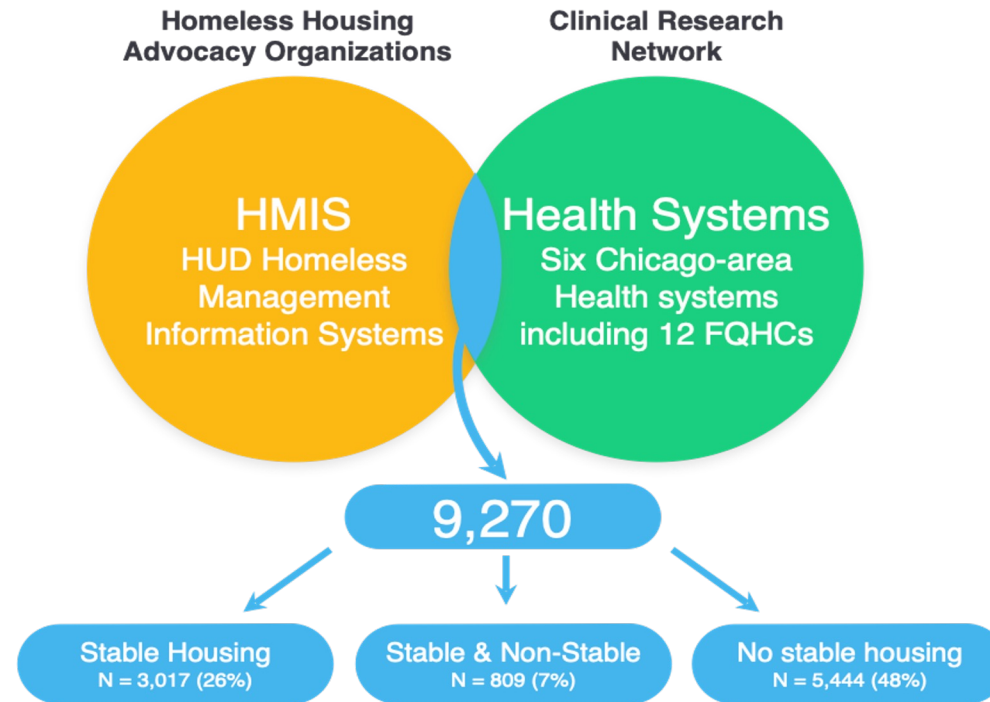 Homeless Housing
Advocacy Organizations
Clinical Research
Network
HMIS
HUD Homeless
Management
Information Systems
Health Systems
Six Chicago-area
Health systems
including 12 FQHCs
9,270
Stable Housing
N = 3,017 (26%)
Stable & Non-Stable
N = 809 (7%)
No stable housing
N = 5,444 (48%)